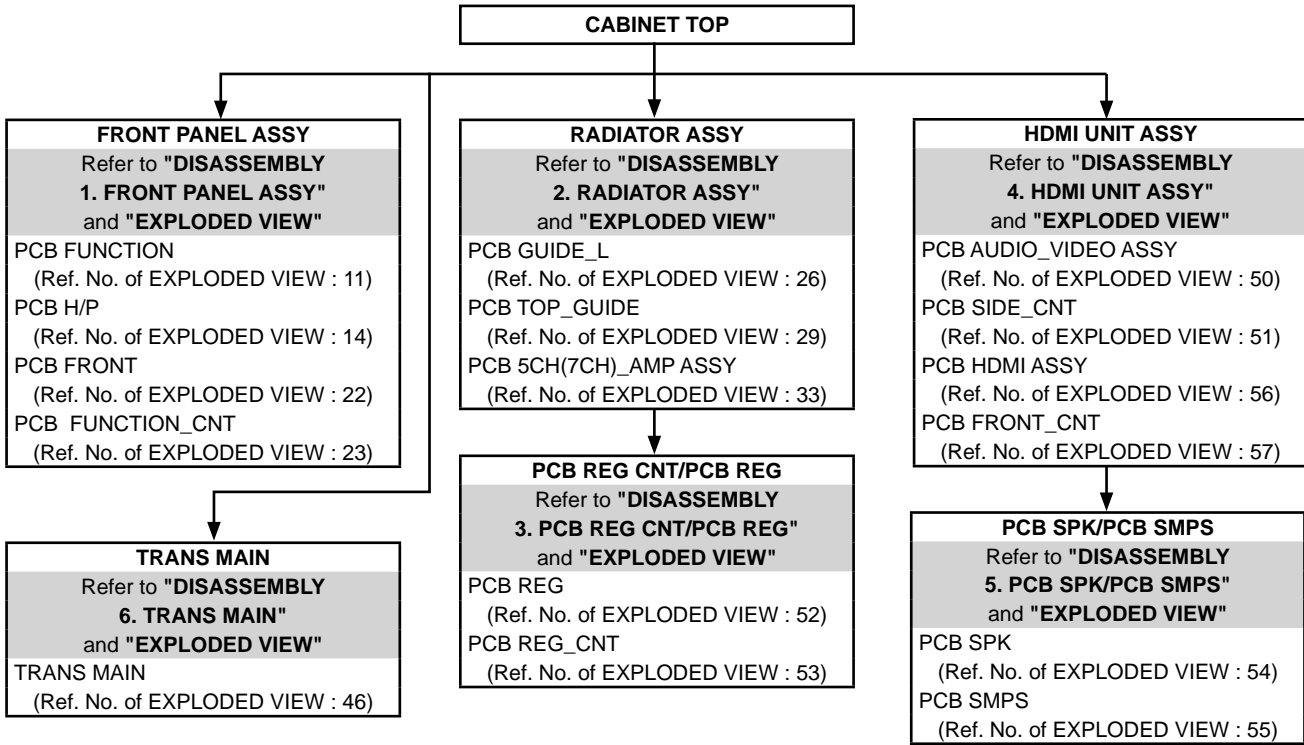 CABINET TOP
FRONT PANEL ASSY
Refer to "DISASSEMBLY
1. FRONT PANEL ASSY"
and "EXPLODED VIEW"
PCB FUNCTION
(Ref. No. of EXPLODED VIEW : 11)
PCB H/P
(Ref. No. of EXPLODED VIEW : 14)
PCB FRONT
(Ref. No. of EXPLODED VIEW : 22)
PCB FUNCTION_CNT
(Ref. No. of EXPLODED VIEW : 23)
TRANS MAIN
Refer to "DISASSEMBLY
6. TRANS MAIN"
and "EXPLODED VIEW"
TRANS MAIN
(Ref. No. of EXPLODED VIEW : 46)
RADIATOR ASSY
Refer to "DISASSEMBLY
2. RADIATOR ASSY"
and "EXPLODED VIEW"
PCB GUIDE_L
(Ref. No. of EXPLODED VIEW : 26)
PCB TOP_GUIDE
(Ref. No. of EXPLODED VIEW : 29)
PCB 5CH(7CH)_AMP ASSY
(Ref. No. of EXPLODED VIEW : 33)
PCB REG CNT/PCB REG
Refer to "DISASSEMBLY
3. PCB REG CNT/PCB REG"
and "EXPLODED VIEW"
PCB REG
(Ref. No. of EXPLODED VIEW : 52)
PCB REG_CNT
(Ref. No. of EXPLODED VIEW : 53)
HDMI UNIT ASSY
Refer to "DISASSEMBLY
4. HDMI UNIT ASSY"
and "EXPLODED VIEW"
PCB AUDIO_VIDEO ASSY
(Ref. No. of EXPLODED VIEW : 50)
PCB SIDE_CNT
(Ref. No. of EXPLODED VIEW : 51)
PCB HDMI ASSY
(Ref. No. of EXPLODED VIEW : 56)
PCB FRONT_CNT
(Ref. No. of EXPLODED VIEW : 57)
PCB SPK/PCB SMPS
Refer to "DISASSEMBLY
5. PCB SPK/PCB SMPS"
and "EXPLODED VIEW"
PCB SPK
(Ref. No. of EXPLODED VIEW : 54)
PCB SMPS
(Ref. No. of EXPLODED VIEW : 55)